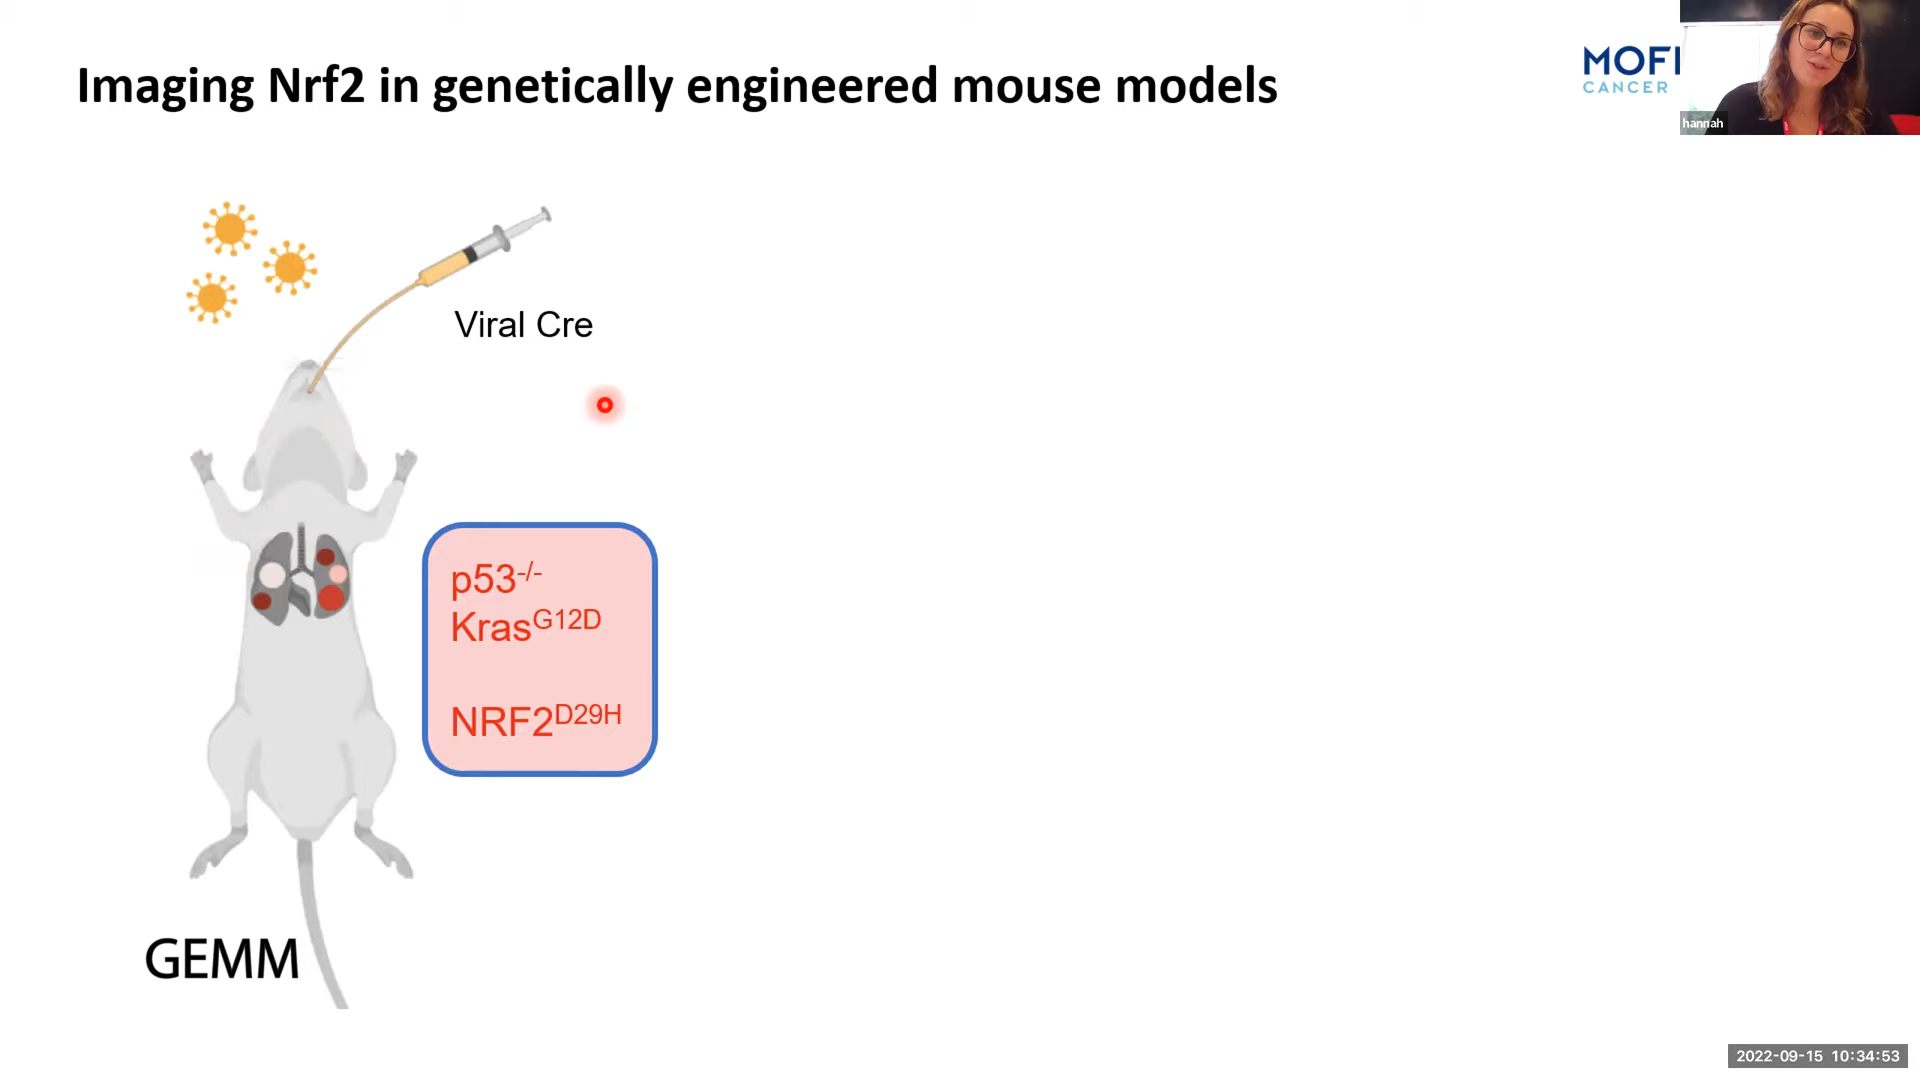 Imaging Nrf2 in genetically engineered mouse models
MOFI
CANCER
hannah
Viral Cre
p53-/-
KrasG12D
NRF2D29H
GEMM
2022-09-15 10:34:53